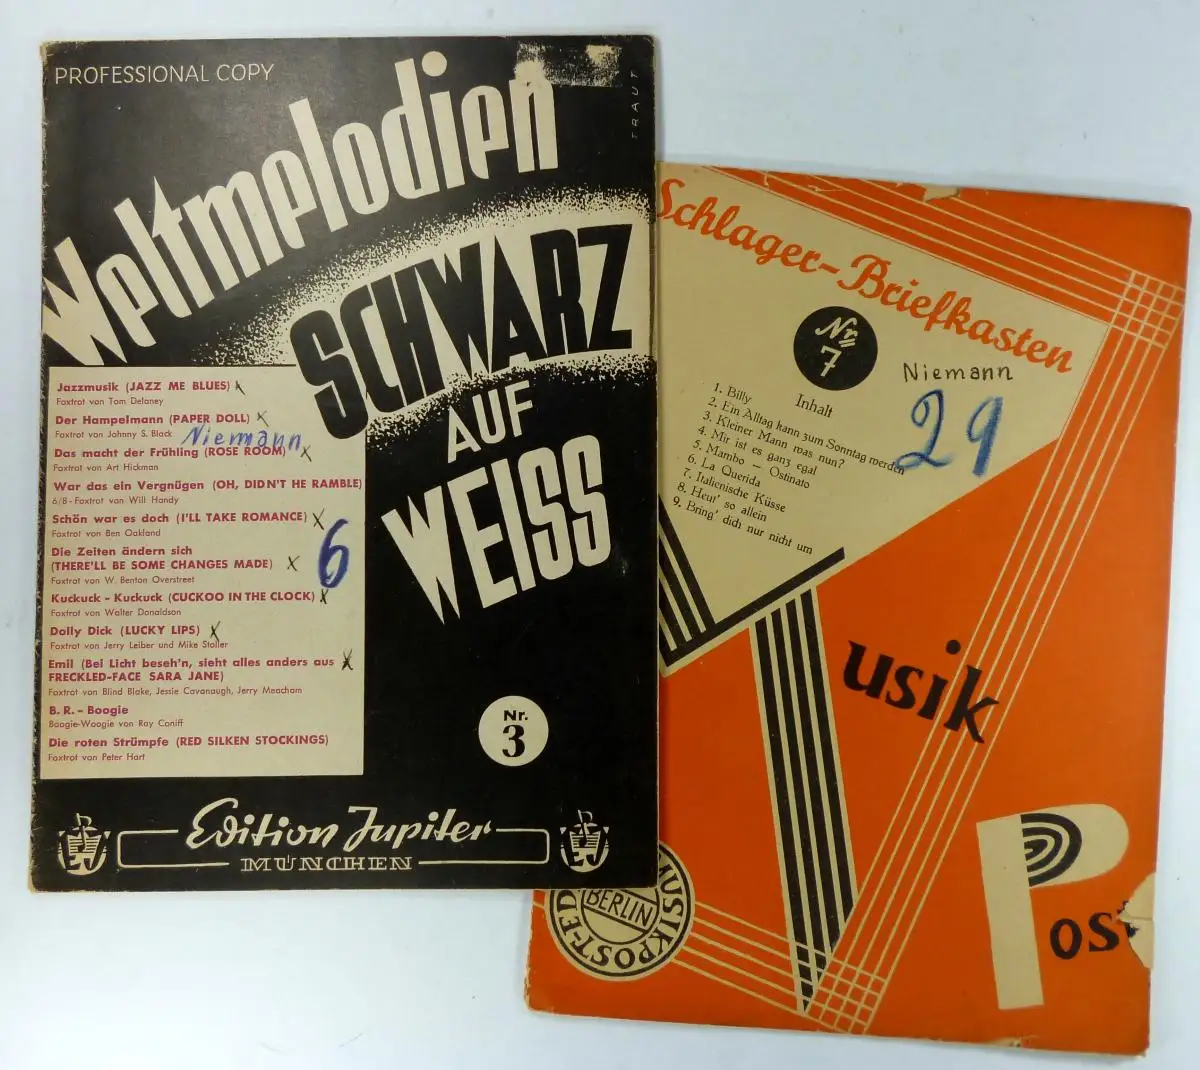 PROFESSIONAL COPY
TRAUT
Weltmelodien
SCHWARZ
AUF
WEISS
Jazzmusik (JAZZ ME BLUES) x
Foxtrot von Tom Delaney
Der Hampelmann (PAPER DOLL) x
Foxtrot von Johnny S. Black
Niemann
Das macht der Frühling (ROSE ROOM) x
Foxtrot von Art Hickman
War das ein Vergnügen (OH, DIDN'T HE RAMBLE)
6/8-Foxtrot von Will Handy
Schön war es doch (I'LL TAKE ROMANCE) x
Foxtrot von Ben Oakland
Die Zeiten ändern sich
(THERE'LL BE SOME CHANGES MADE) x
6
Foxtrot von W. Benton Overstreet
Kuckuck - Kuckuck (CUCKOO IN THE CLOCK) x
Foxtrot von Walter Donaldson
Dolly Dick (LUCKY LIPS) x
Foxtrot von Jerry Leiber und Mike Stoller
Emil (Bei Licht beseh'n, sieht alles anders aus x
FRECKLED-FACE SARA JANE)
Foxtrot von Blind Blake, Jessie Cavanaugh, Jerry Meacham
B. R. - Boogie
Boogie-Woogie von Ray Coniff
Die roten Strümpfe (RED SILKEN STOCKINGS)
Foxtrot von Peter Hart
Nr.
3
Edition Jupiter
MÜNCHEN
Schlager-Briefkasten
Nr
7
Niemann
29
Inhalt
1. Billy
2. Ein Alltag kann zum Sonntag werden
3. Kleiner Mann was nun?
4. Mir ist es ganz egal
5. Mambo — Ostinato
6. La Querida
7. Italienische Küsse
8. Heut' so allein
9. Bring' dich nur nicht um
Musik
Post
MUSIKPOST-ED
BERLIN